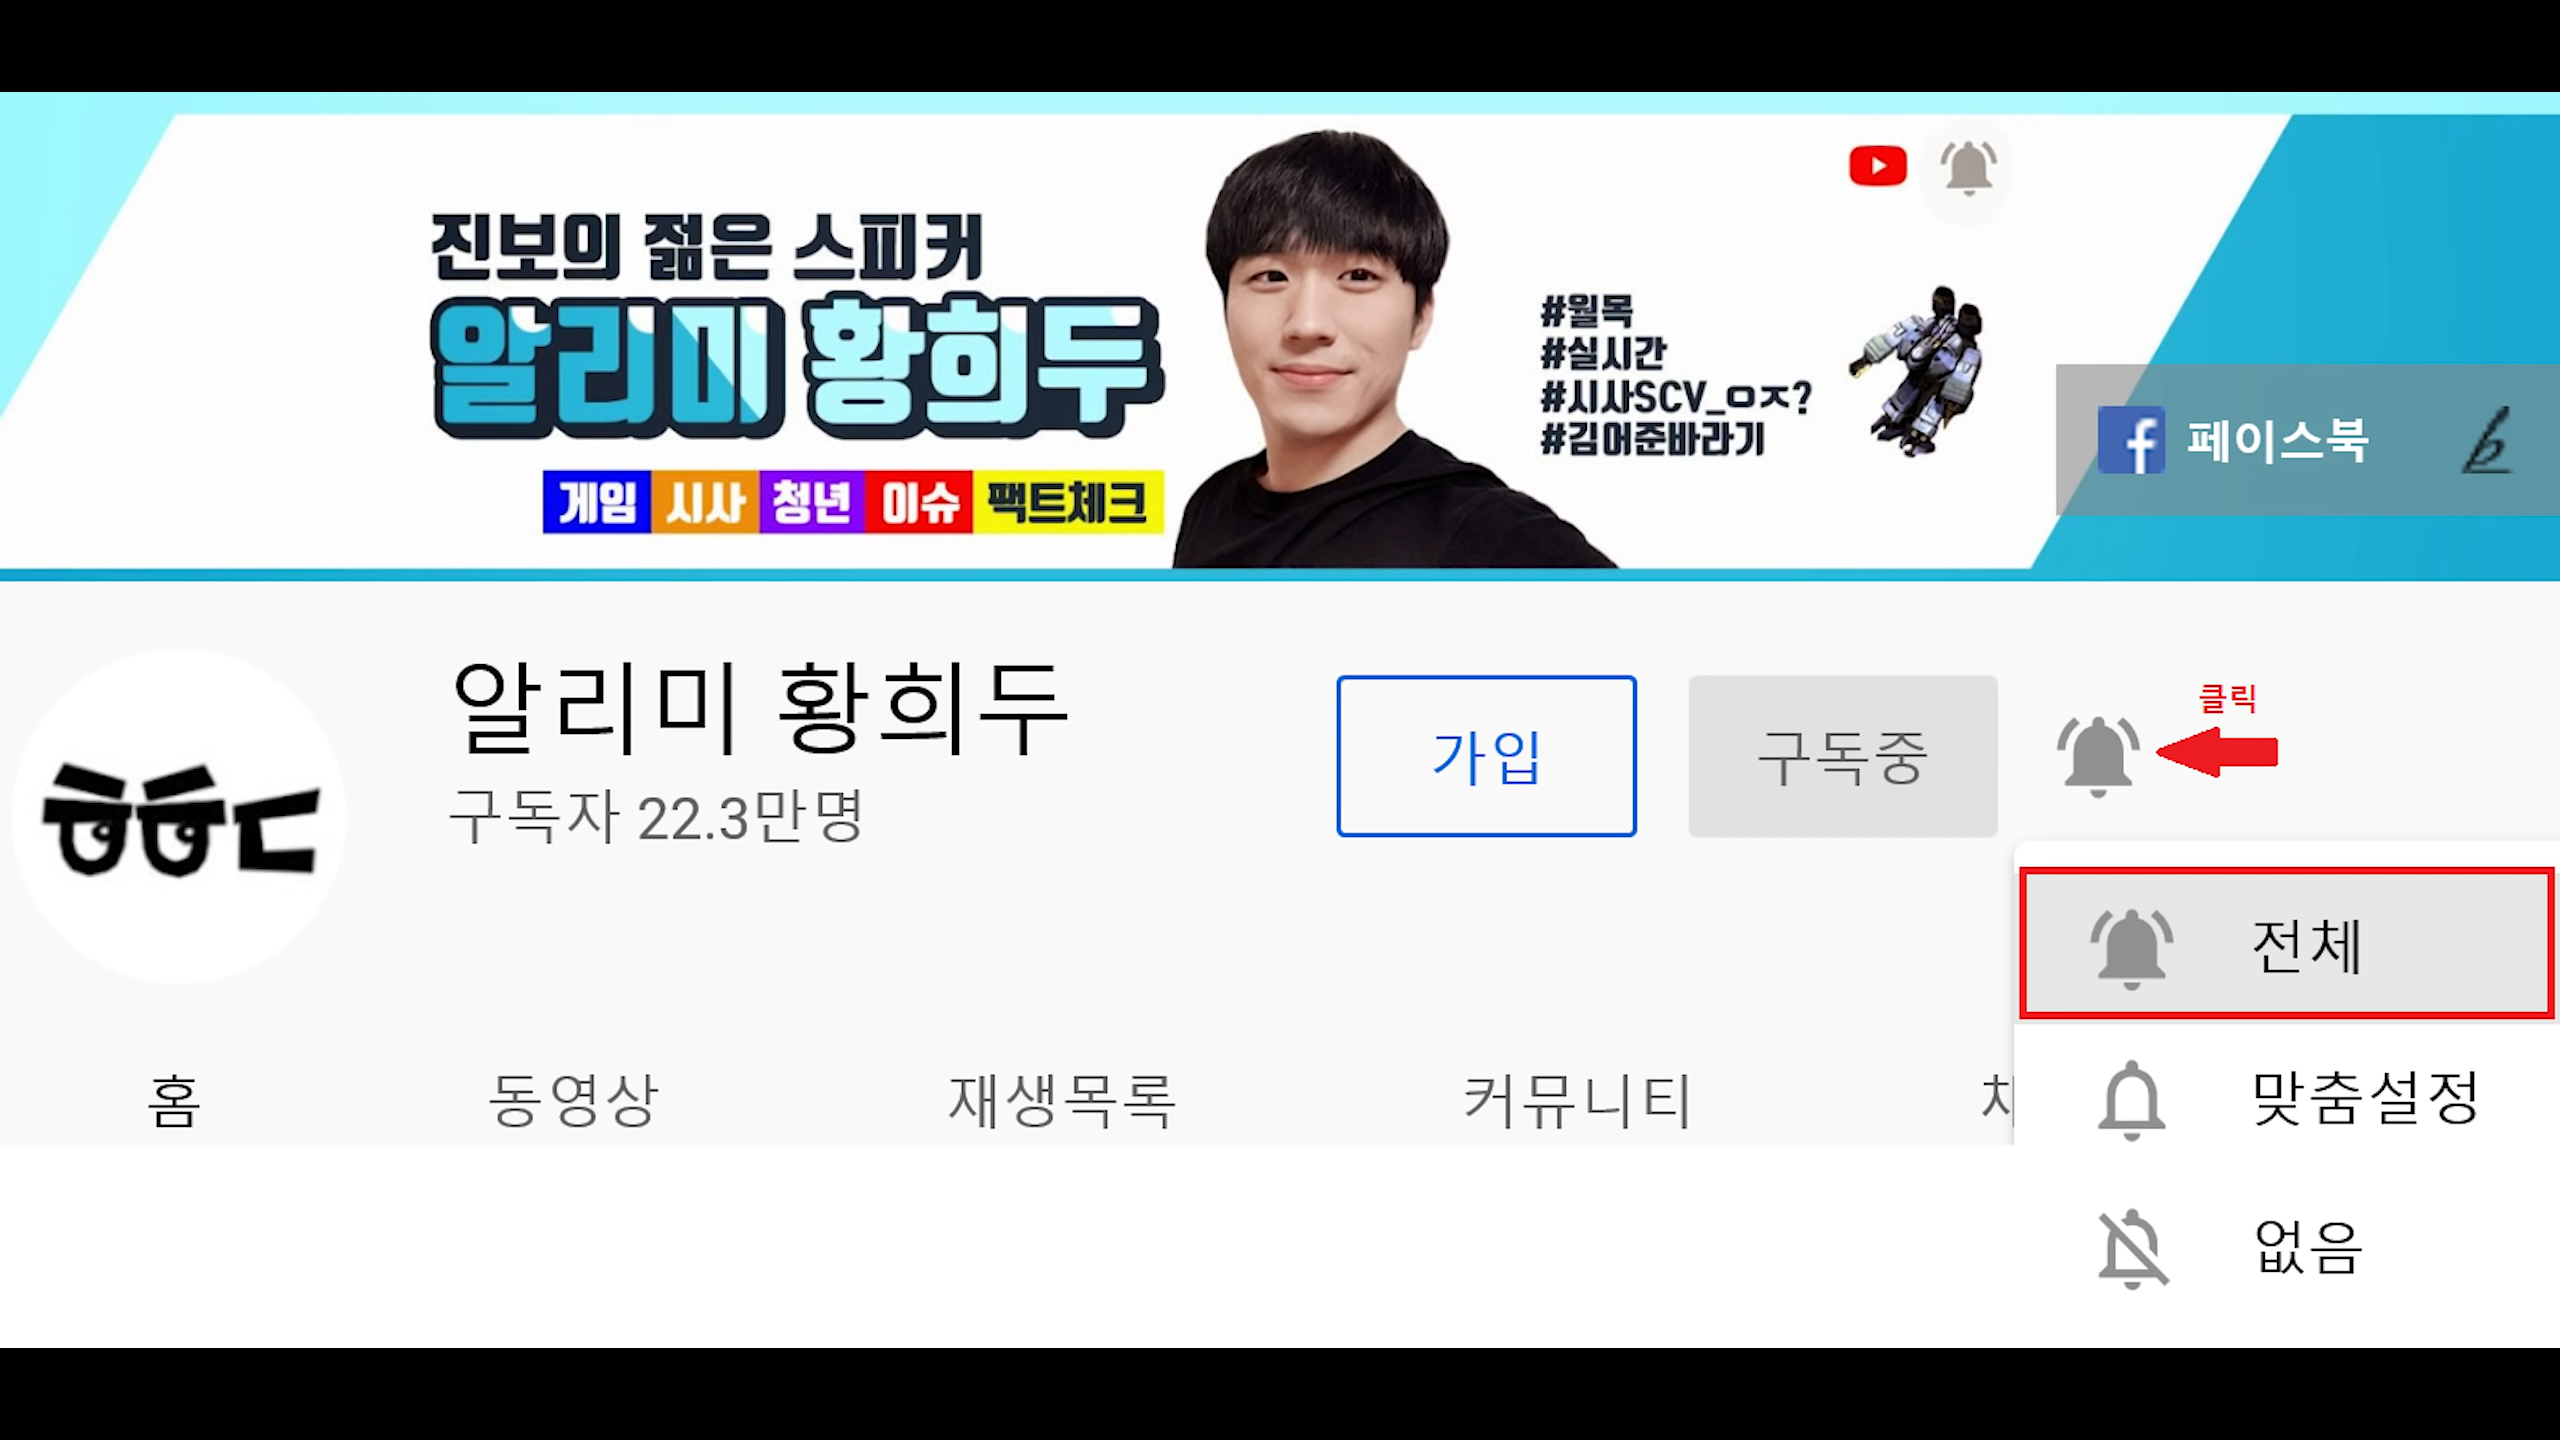 진보의 젊은 스피커
알리미 황희두
게임 시사 청년 이슈 팩트체크
#월목
#실시간
#시사SCV_ㅇㅈ?
#김어준바라기
페이스북
ㅎㅎㄷ
알리미 황희두
구독자 22.3만명
가입
구독중
클릭
홈
동영상
재생목록
커뮤니티
전체
맞춤설정
없음